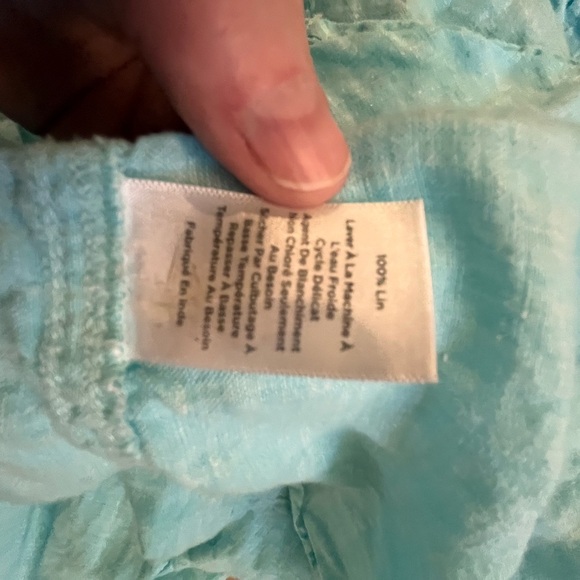 100% Lin
Laver À La Machine À
L'eau Froide
Cycle Délicat
Agent De Blanchiment
Non Chloré Seulement
Au Besoin
Sécher Par Culbutage À
Basse Température
Repasser À Basse
Température Au Besoin
Fabriqué En Inde